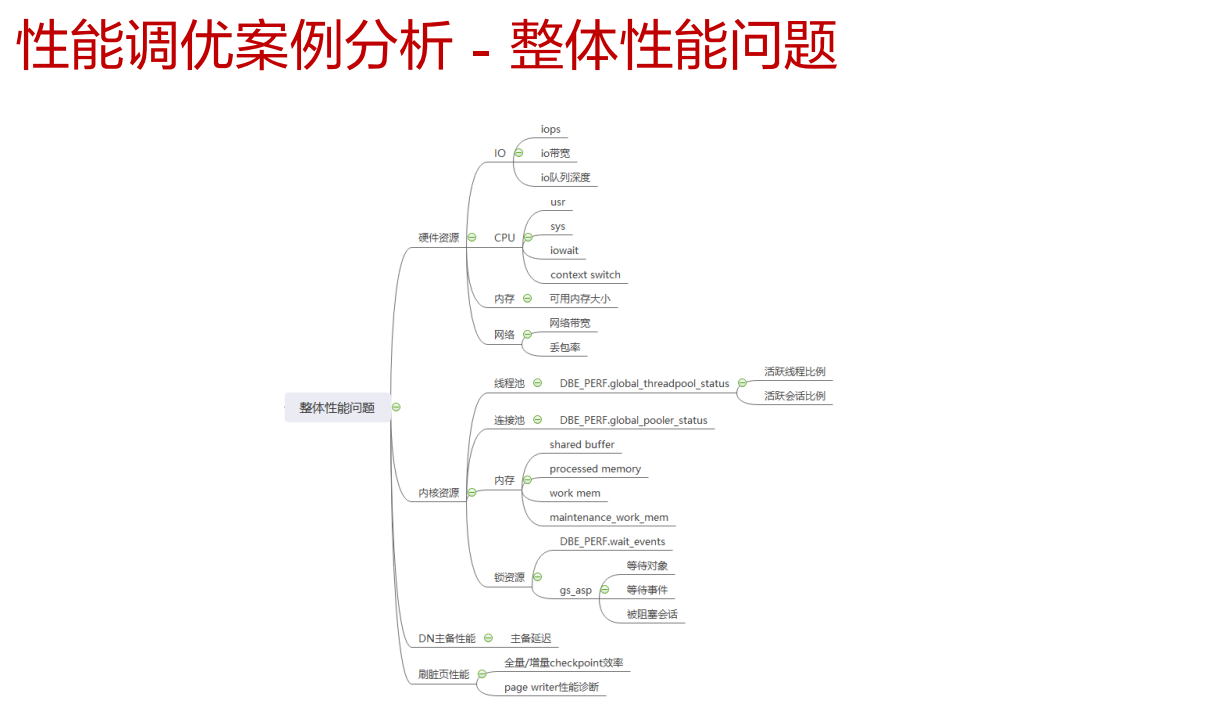 性能调优案例分析 - 整体性能问题
整体性能问题
硬件资源
IO
iops
io带宽
io队列深度
CPU
usr
sys
iowait
context switch
内存
可用内存大小
网络
网络带宽
丢包率
内核资源
线程池
DBE_PERF.global_threadpool_status
活跃线程比例
活跃会话比例
连接池
DBE_PERF.global_pooler_status
内存
shared buffer
processed memory
work mem
maintenance_work_mem
锁资源
DBE_PERF.wait_events
gs_asp
等待对象
等待事件
被阻塞会话
DN主备性能
主备延迟
刷脏页性能
全量/增量checkpoint效率
page writer性能诊断